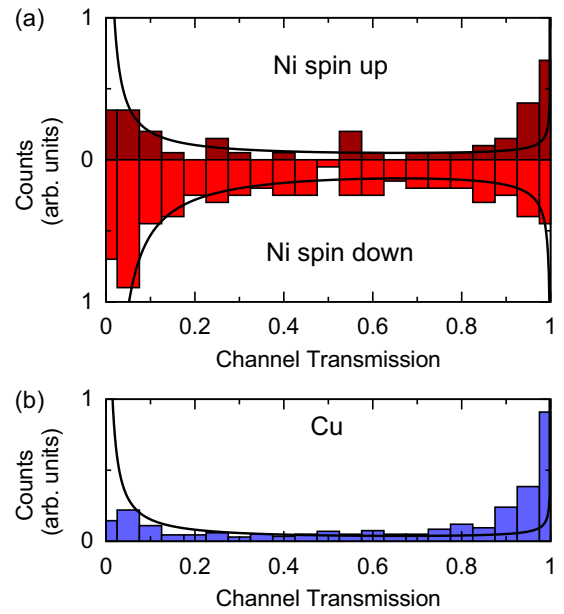 (a)
1
Ni spin up
0
Counts
(arb. units)
Ni spin down
1
0 0.2 0.4 0.6 0.8 1
Channel Transmission
(b)
1
Cu
Counts
(arb. units)
0
0 0.2 0.4 0.6 0.8 1
Channel Transmission